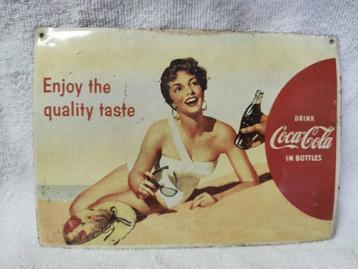 Enjoy the
quality taste
DRINK
Coca-Cola
IN BOTTLES